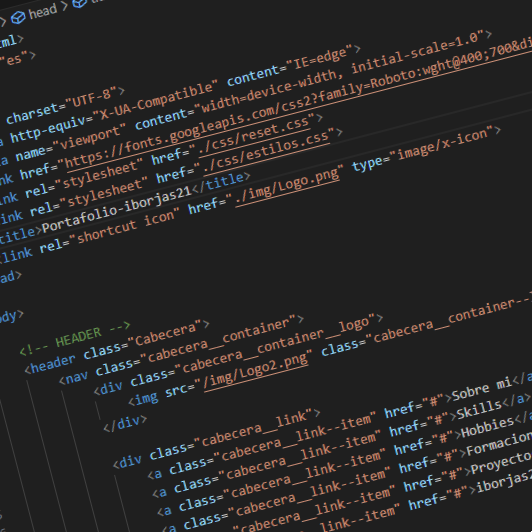 > head >
ml>
"es">
charset="UTF-8">
http-equiv="X-UA-Compatible" content="IE=edge">
name="viewport" content="width=device-width, initial-scale=1.0">
nk href="https://fonts.googleapis.com/css2?family=Roboto:wght@400;700&di
ink rel="stylesheet" href="./css/reset.css">
link rel="stylesheet" href="./css/estilos.css">
title>Portafolio-iborjas21</title>
link rel="shortcut icon" href="./img/Logo.png" type="image/x-icon">
ad>
ody>
<!-- HEADER -->
<header class="Cabecera">
<nav class="cabecera__container">
<div class="cabecera__container__logo">
<img src="/img/Logo2.png" class="cabecera__container--
</div>
<div class="cabecera__link">
<a class="cabecera__link--item" href="#">Sobre mi</a
<a class="cabecera__link--item" href="#">Skills</a>
<a class="cabecera__link--item" href="#">Hobbies</a
<a class="cabecera__link--item" href="#">Formacion
class="cabecera__link--item" href="#">Proyecto
link--item" href="#">iborjas2